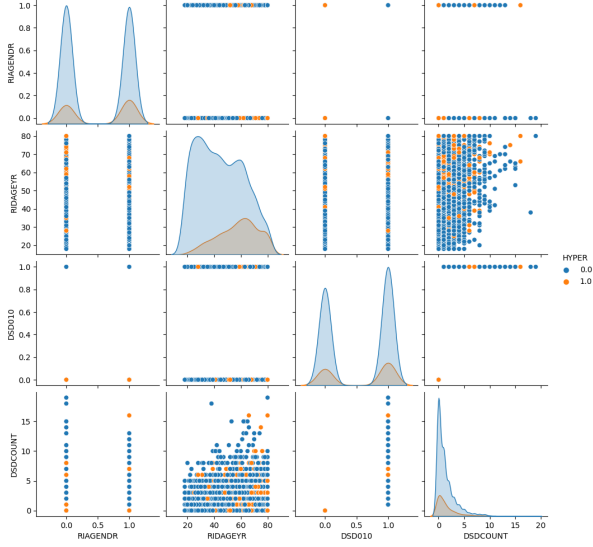 1.0
0.8
0.6
0.4
0.2
0.0
RIAGENDR
80
70
60
50
40
30
20
RIDAGEYR
1.0
0.8
0.6
0.4
0.2
0.0
DSD010
HYPER
0.0
1.0
15
10
5
0
DSDCOUNT
0.0 0.5 1.0
RIAGENDR
20 40 60 80
RIDAGEYR
0.0 0.5 1.0
DSD010
0 5 10 15 20
DSDCOUNT